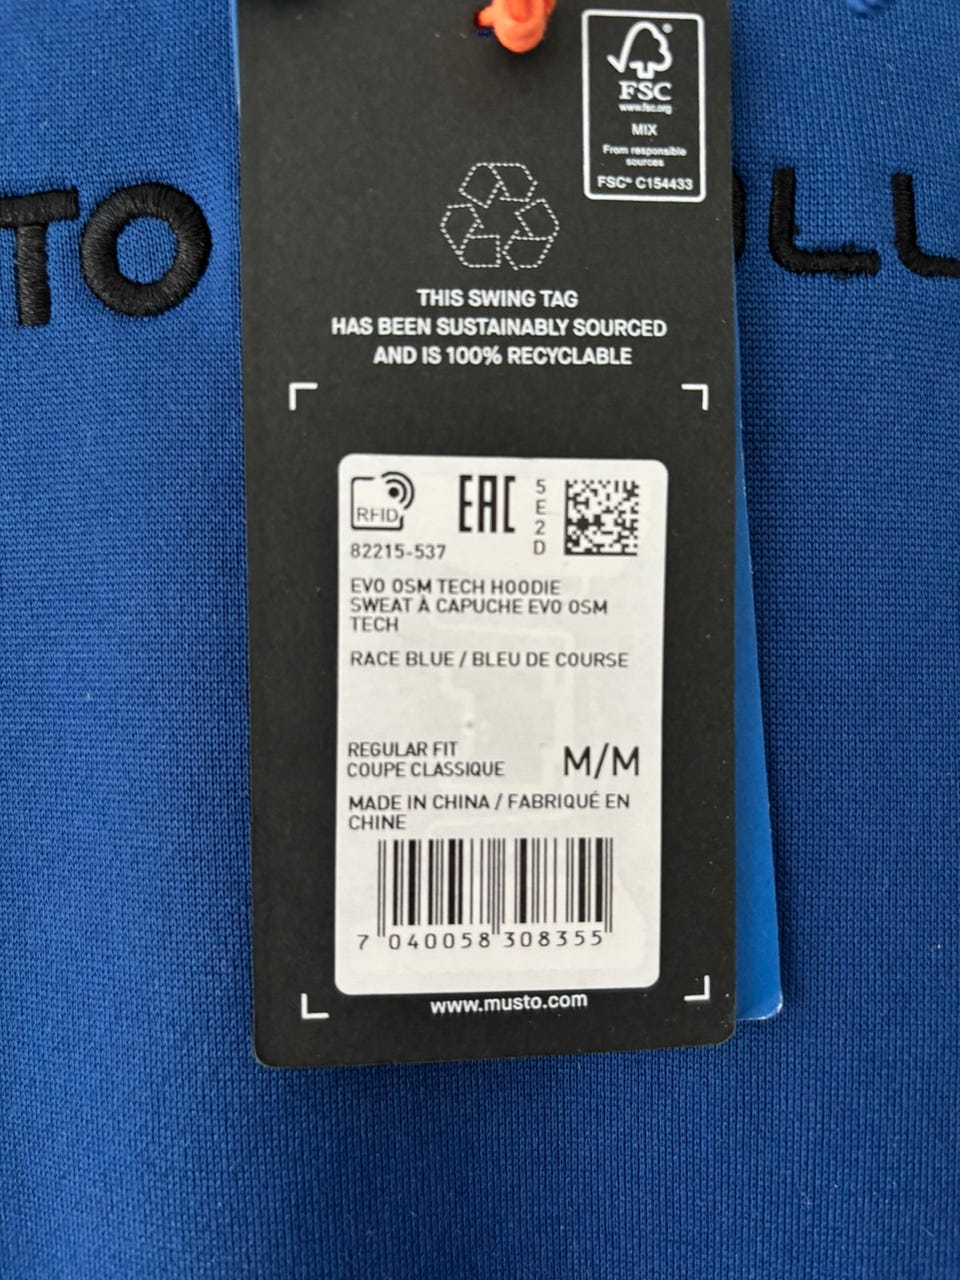 FSC
www.fsc.org
MIX
From responsible
sources
FSC® C154433
TO
THIS SWING TAG
HAS BEEN SUSTAINABLY SOURCED
AND IS 100% RECYCLABLE
RFID
EAC
5
E
2
D
82215-537
EVO OSM TECH HOODIE
SWEAT À CAPUCHE EVO OSM
TECH
RACE BLUE / BLEU DE COURSE
REGULAR FIT
COUPE CLASSIQUE
M/M
MADE IN CHINA / FABRIQUÉ EN
CHINE
7 040058 308355
www.musto.com